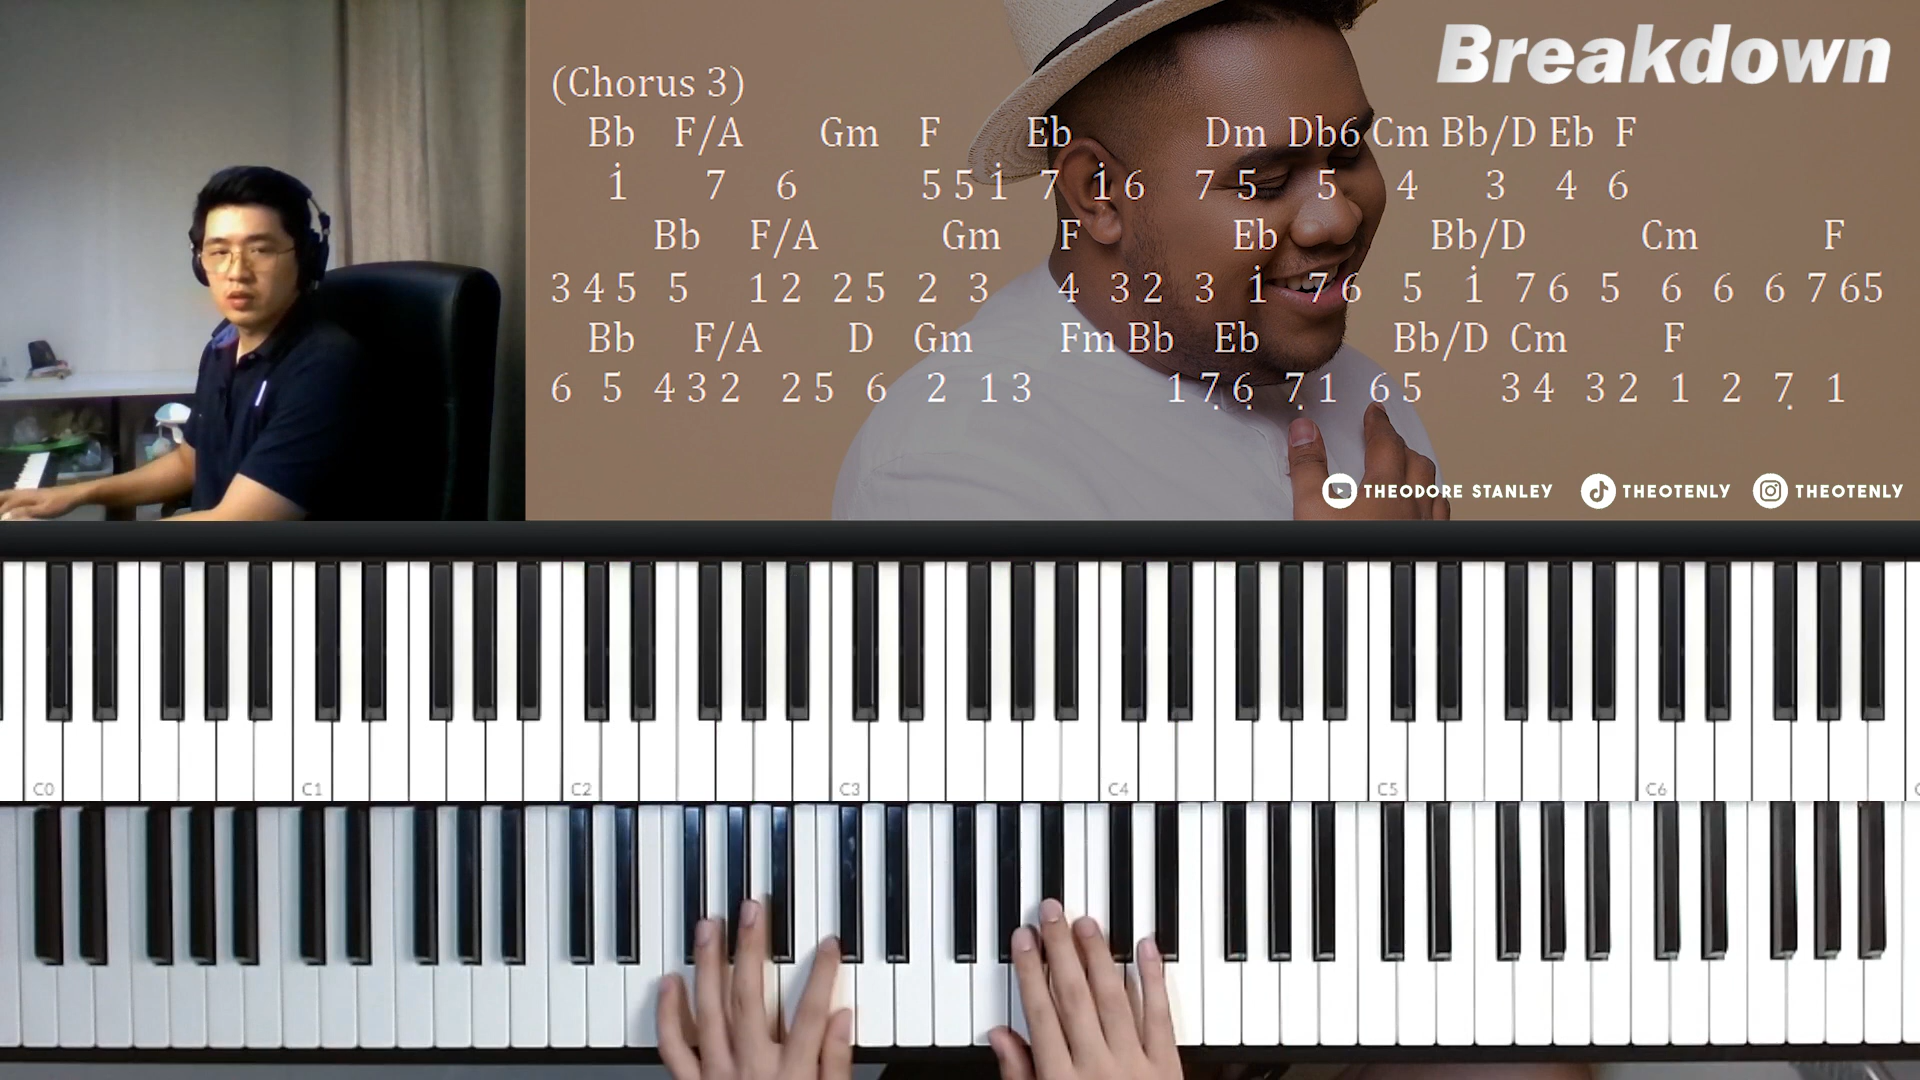 Breakdown
(Chorus 3)
Bb F/A Gm F Eb Dm Db6 Cm Bb/D Eb F
1̇ 7 6 5 5 1̇ 7 1̇ 6 7 5 5 4 3 4 6
Bb F/A Gm F Eb Bb/D Cm F
3 4 5 5 1 2 2 5 2 3 4 3 2 3 1̇ 7 6 5 1̇ 7 6 5 6 6 6 7 6 5
Bb F/A D Gm Fm Bb Eb Bb/D Cm F
6 5 4 3 2 2 5 6 2 1 3 1 7̣ 6̣ 7̣ 1 6 5 3 4 3 2 1 2 7̣ 1
THEODORE STANLEY THEOTENLY THEOTENLY
C0 C1 C2 C3 C4 C5 C6